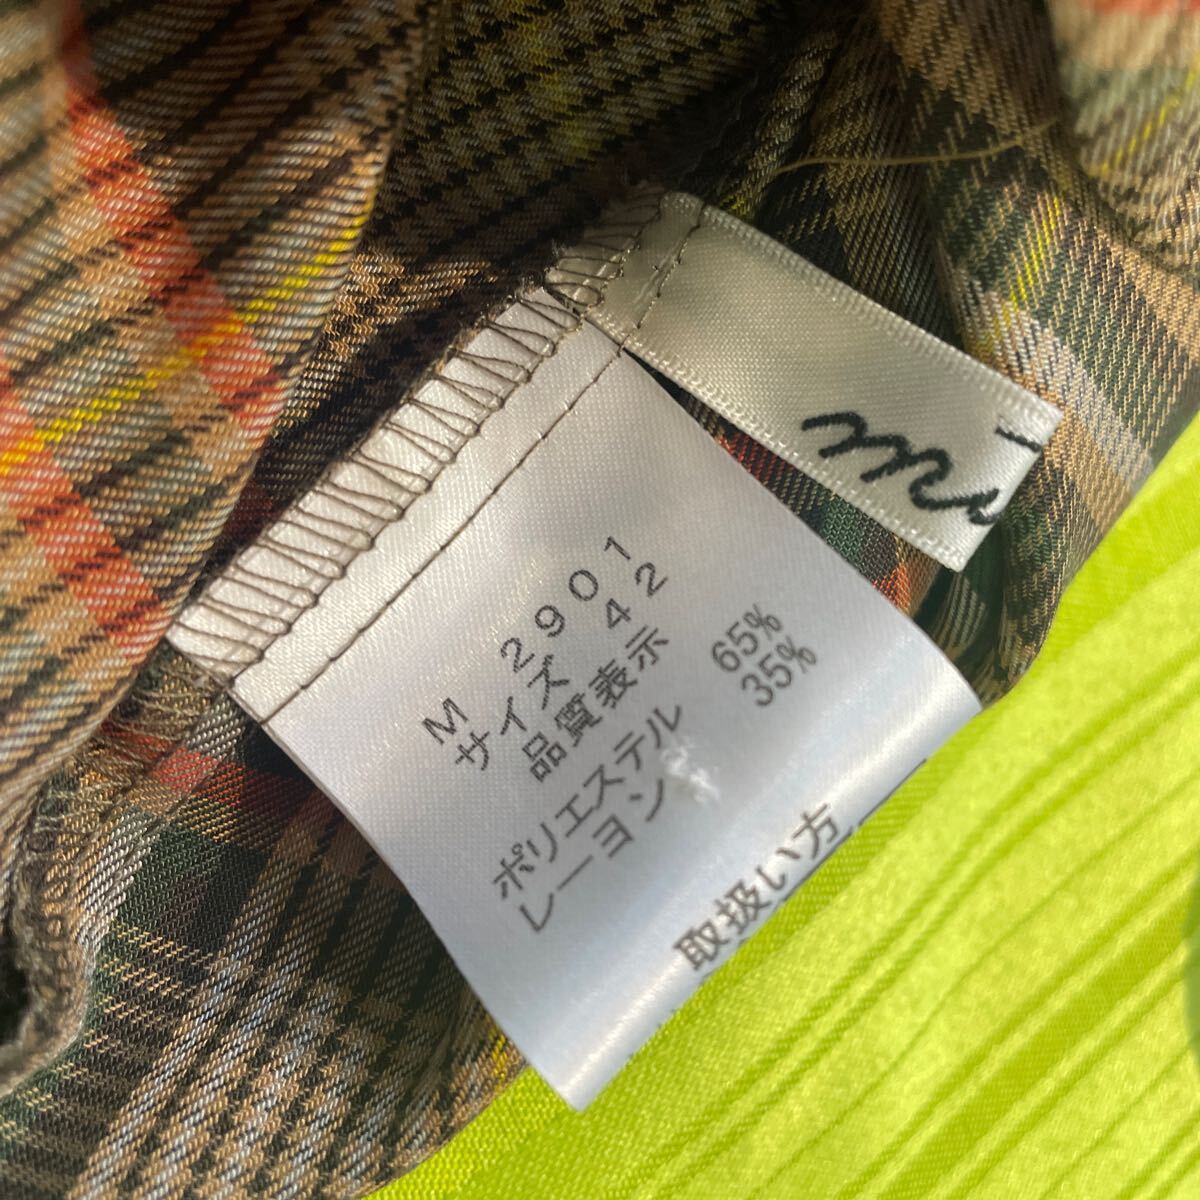 M 2901
サイズ 42
品質表示
ポリエステル 65%
レーヨン 35%
取扱い方